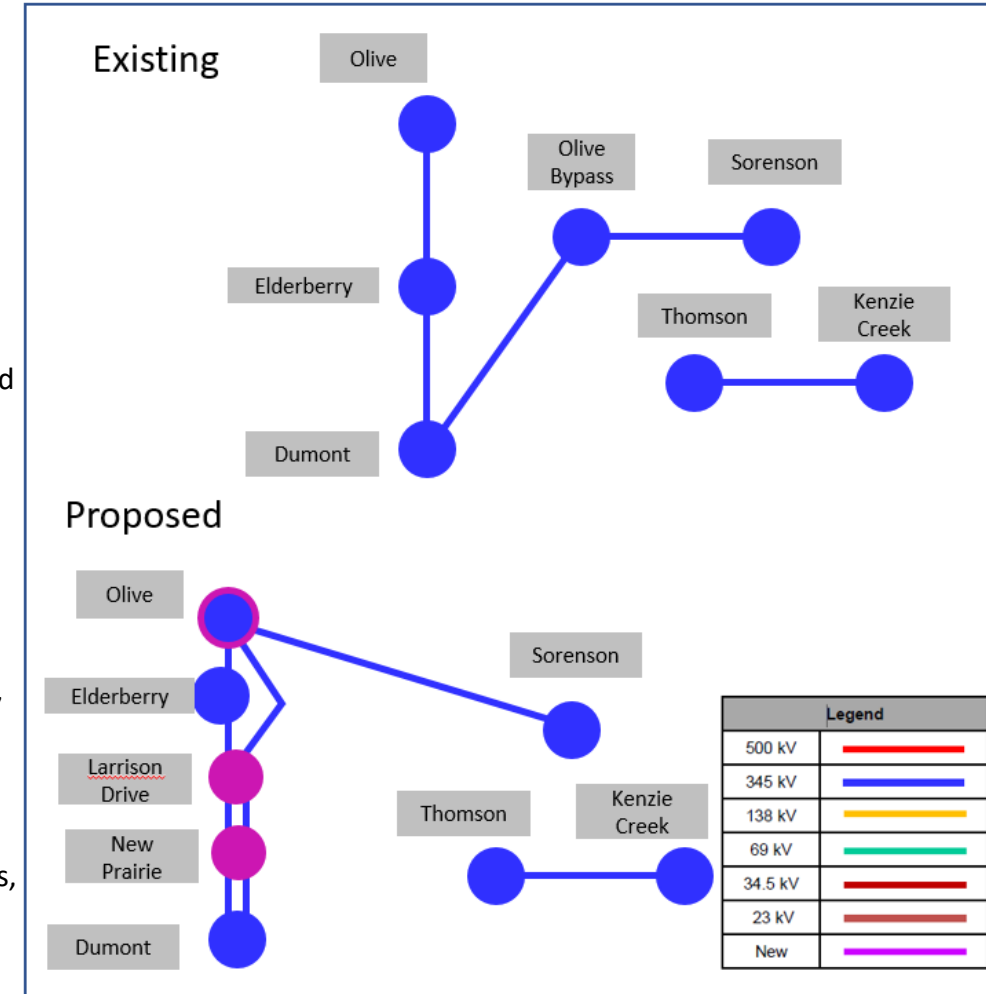 Existing
Olive
Olive
Bypass
Sorenson
Elderberry
Thomson
Kenzie
Creek
d
Dumont
Proposed
Olive
Sorenson
Elderberry
Larrison
Drive
Thomson
Kenzie
Creek
New
Prairie
s,
Dumont
Legend
500 kV
345 kV
138 kV
69 kV
34.5 kV
23 kV
New